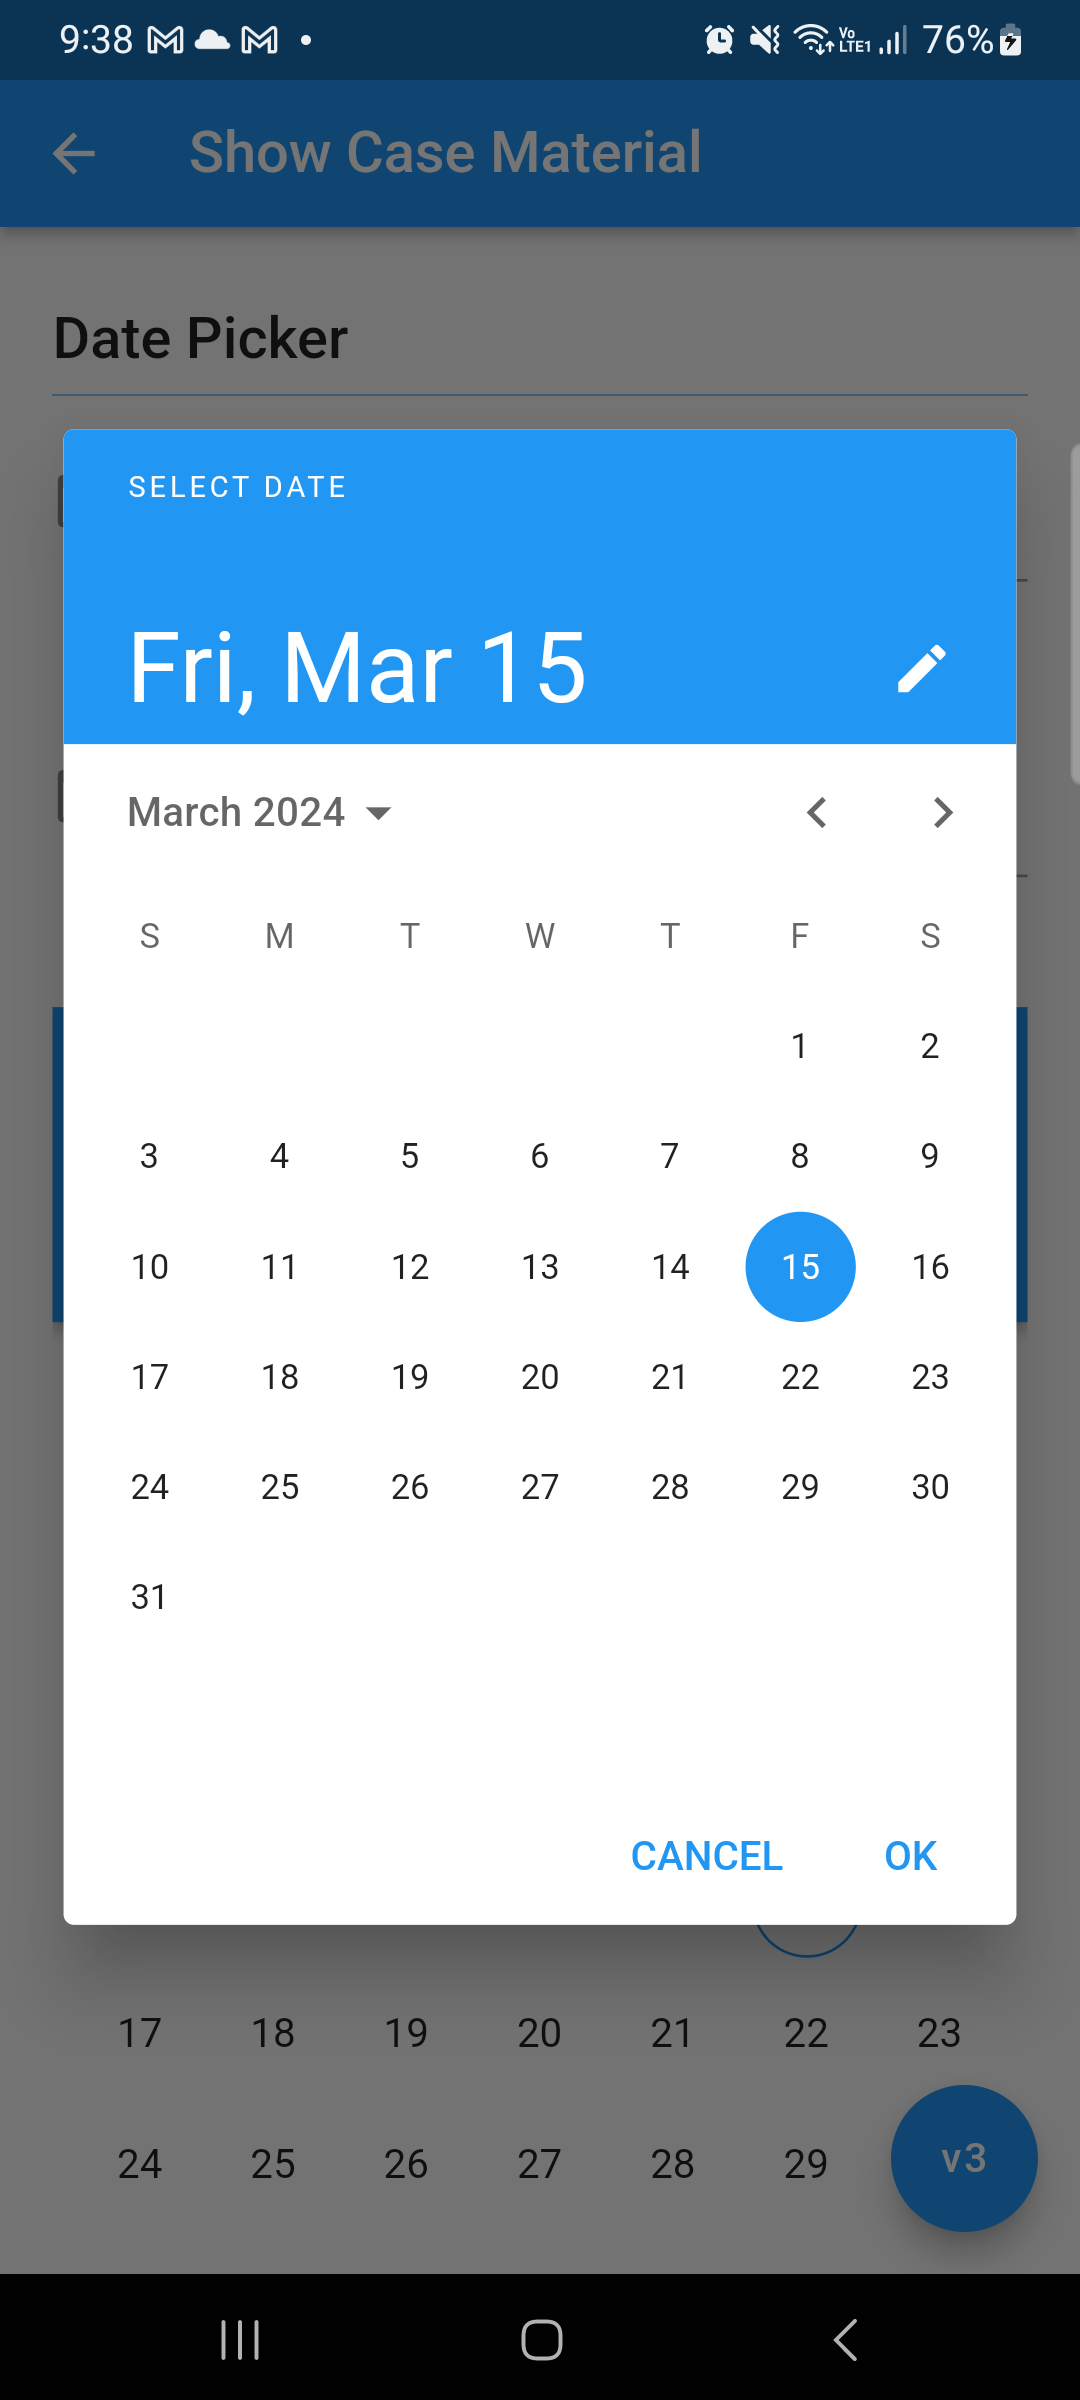 9:38 Vo LTE1 76%
Show Case Material
Date Picker
SELECT DATE
Fri, Mar 15
March 2024
S M T W T F S
1 2
3 4 5 6 7 8 9
10 11 12 13 14 15 16
17 18 19 20 21 22 23
24 25 26 27 28 29 30
31
CANCEL OK
17 18 19 20 21 22 23
24 25 26 27 28 29
v3